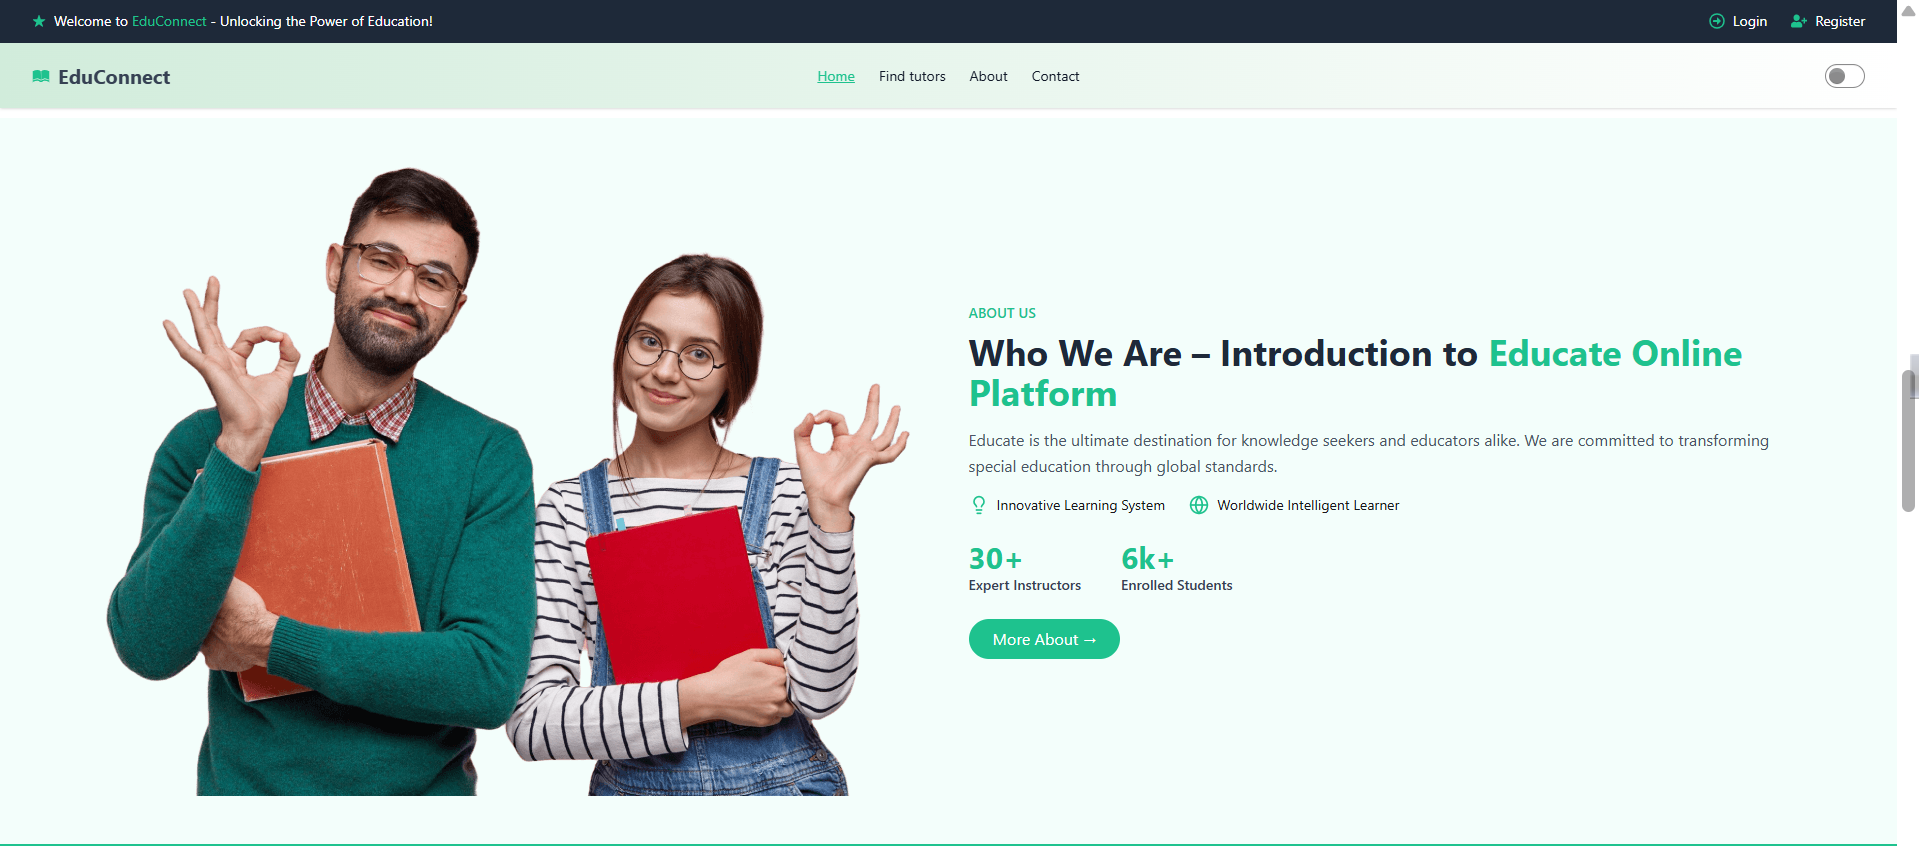 Welcome to EduConnect - Unlocking the Power of Education!
Login
Register
EduConnect
Home
Find tutors
About
Contact
ABOUT US
Who We Are – Introduction to Educate Online
Platform
Educate is the ultimate destination for knowledge seekers and educators alike. We are committed to transforming
special education through global standards.
Innovative Learning System
Worldwide Intelligent Learner
30+
Expert Instructors
6k+
Enrolled Students
More About →